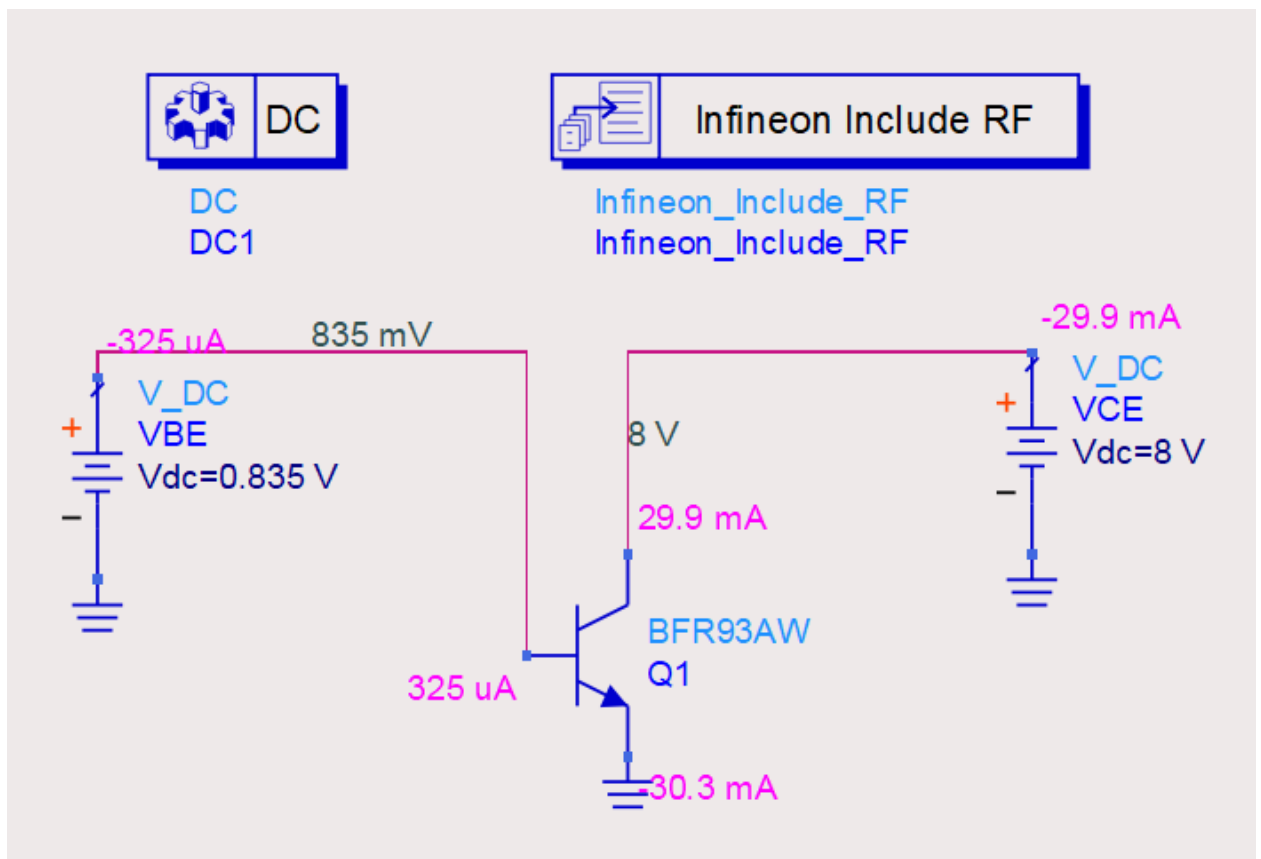 DC
Infineon Include RF
DC
DC1
Infineon_Include_RF
Infineon_Include_RF
-325 uA
835 mV
-29.9 mA
+
V_DC
VBE
Vdc=0.835 V
−
8 V
+
V_DC
VCE
Vdc=8 V
−
29.9 mA
BFR93AW
Q1
325 uA
-30.3 mA